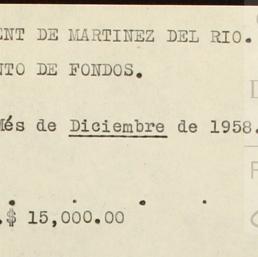 ENT DE MARTINEZ DEL RIO.
NTO DE FONDOS.
Més de Diciembre de 1958.
. . . .
.$ 15,000.00